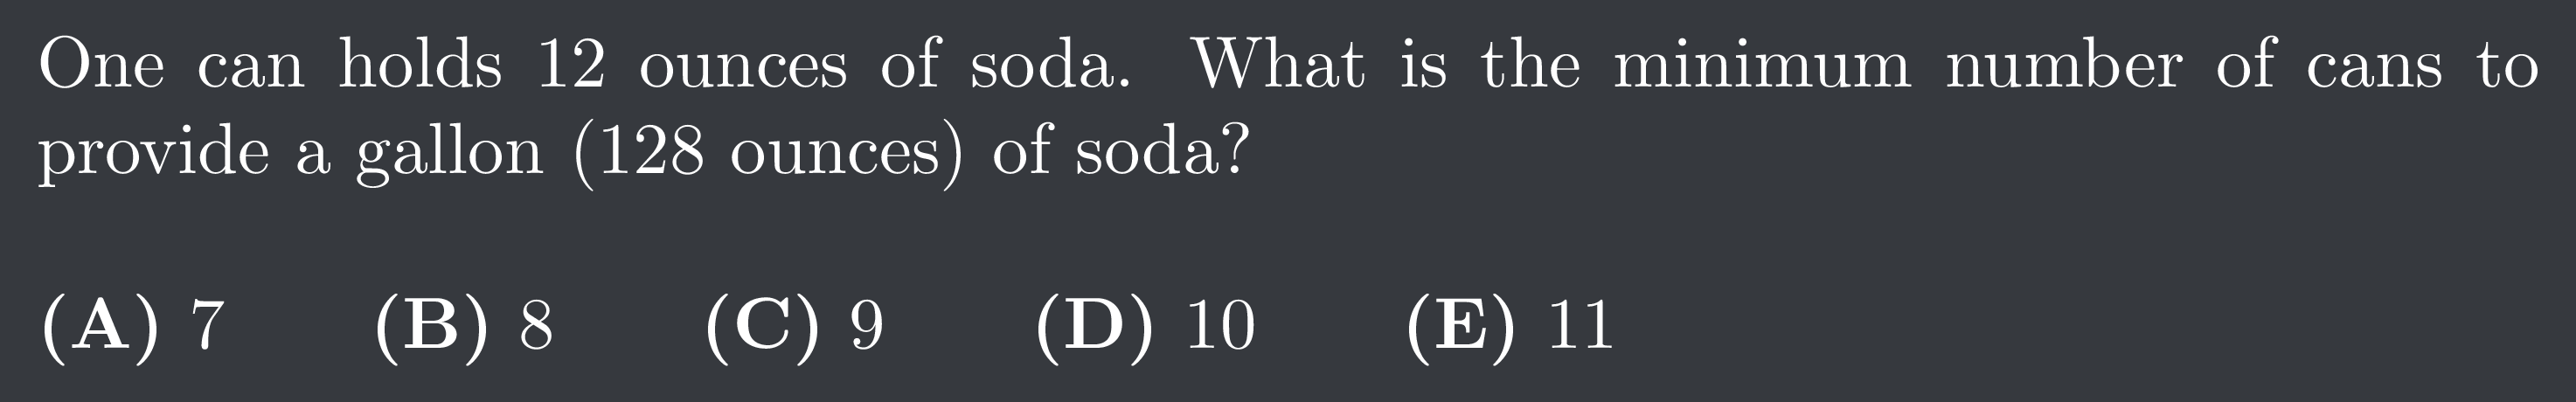 One can holds 12 ounces of soda. What is the minimum number of cans to
provide a gallon (128 ounces) of soda?
(A) 7 (B) 8 (C) 9 (D) 10 (E) 11